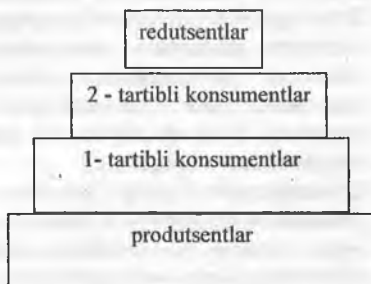 redutsentlar
2 - tartibli konsumentlar
1- tartibli konsumentlar
produtsentlar